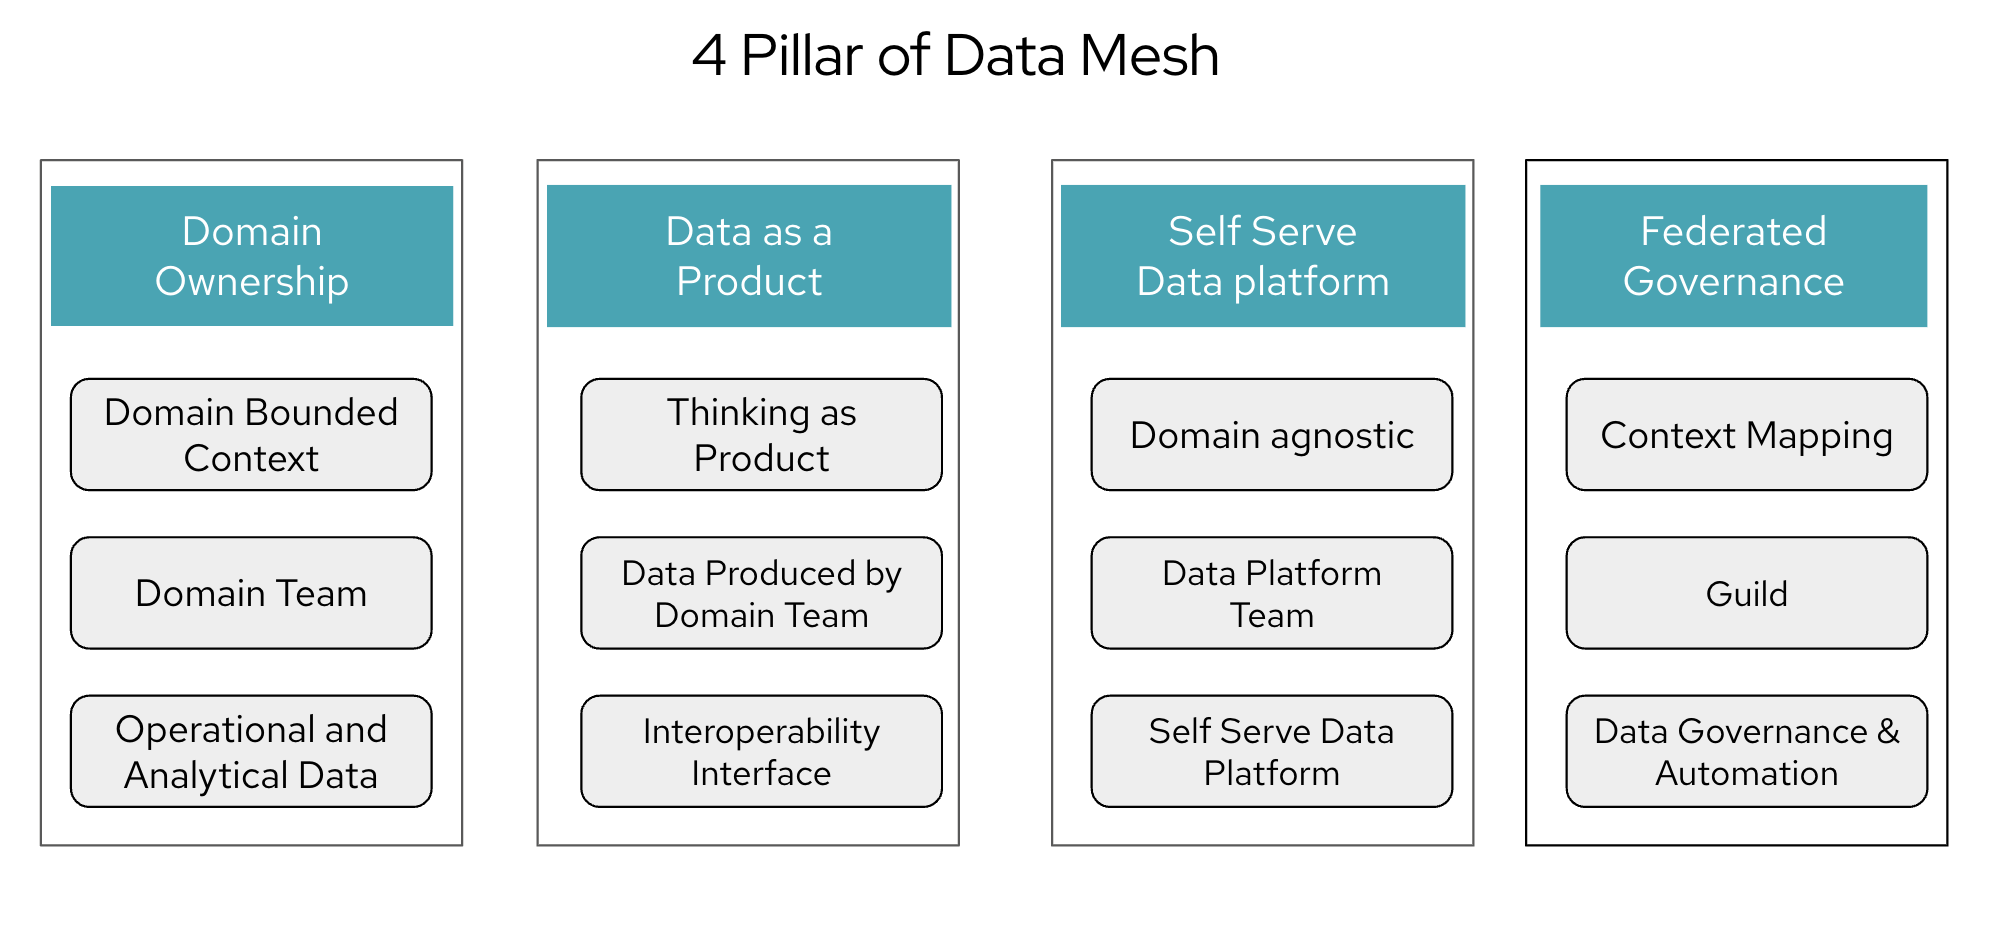 4 Pillar of Data Mesh
Domain
Ownership
Domain Bounded
Context
Domain Team
Operational and
Analytical Data
Data as a
Product
Thinking as
Product
Data Produced by
Domain Team
Interoperability
Interface
Self Serve
Data platform
Domain agnostic
Data Platform
Team
Self Serve Data
Platform
Federated
Governance
Context Mapping
Guild
Data Governance &
Automation